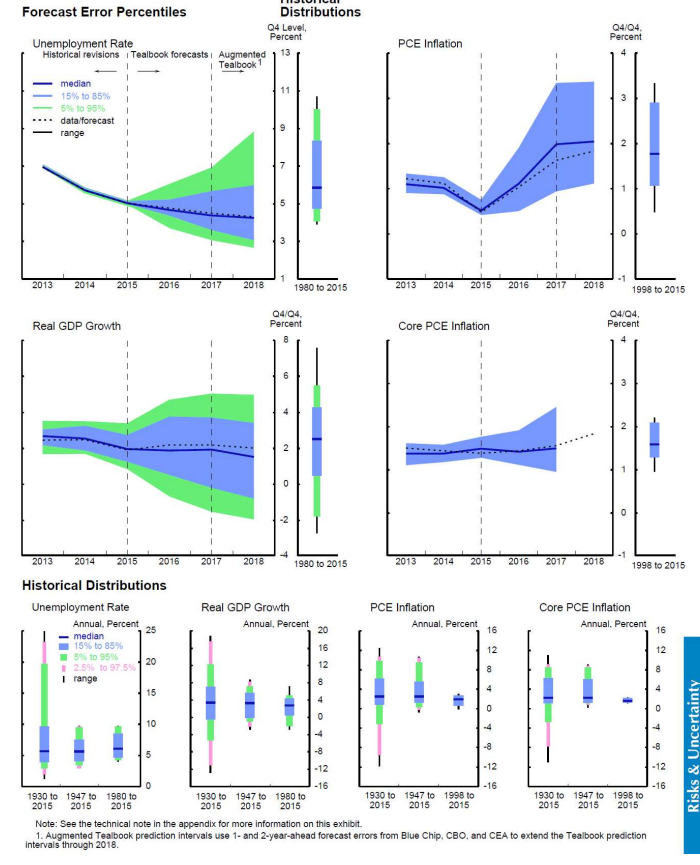 Forecast Error Percentiles
Historical
Distributions
Unemployment Rate
Historical revisions
Tealbook forecasts
Augmented
Tealbook 1
median
15% to 85%
5% to 95%
data/forecast
range
Q4 Level,
Percent
13
11
9
7
5
3
1
2013 2014 2015 2016 2017 2018
1980 to 2015
PCE Inflation
Q4/Q4,
Percent
4
3
2
1
0
-1
2013 2014 2015 2016 2017 2018
1998 to 2015
Real GDP Growth
Q4/Q4,
Percent
8
6
4
2
0
-2
-4
2013 2014 2015 2016 2017 2018
1980 to 2015
Core PCE Inflation
Q4/Q4,
Percent
4
3
2
1
0
-1
2013 2014 2015 2016 2017 2018
1998 to 2015
Historical Distributions
Unemployment Rate
Annual, Percent
median
15% to 85%
5% to 95%
2.5% to 97.5%
range
25
20
15
10
5
0
1930 to 1947 to 1980 to
2015 2015 2015
Real GDP Growth
Annual, Percent
20
16
12
8
4
0
-4
-8
-12
-16
1930 to 1947 to 1980 to
2015 2015 2015
PCE Inflation
Annual, Percent
16
12
8
4
0
-4
-8
-12
-16
1930 to 1947 to 1998 to
2015 2015 2015
Core PCE Inflation
Annual, Percent
16
12
8
4
0
-4
-8
-12
-16
1930 to 1947 to 1998 to
2015 2015 2015
Note: See the technical note in the appendix for more information on this exhibit.
1. Augmented Tealbook prediction intervals use 1- and 2-year-ahead forecast errors from Blue Chip, CBO, and CEA to extend the Tealbook prediction
intervals through 2018.
Risks & Uncertainty